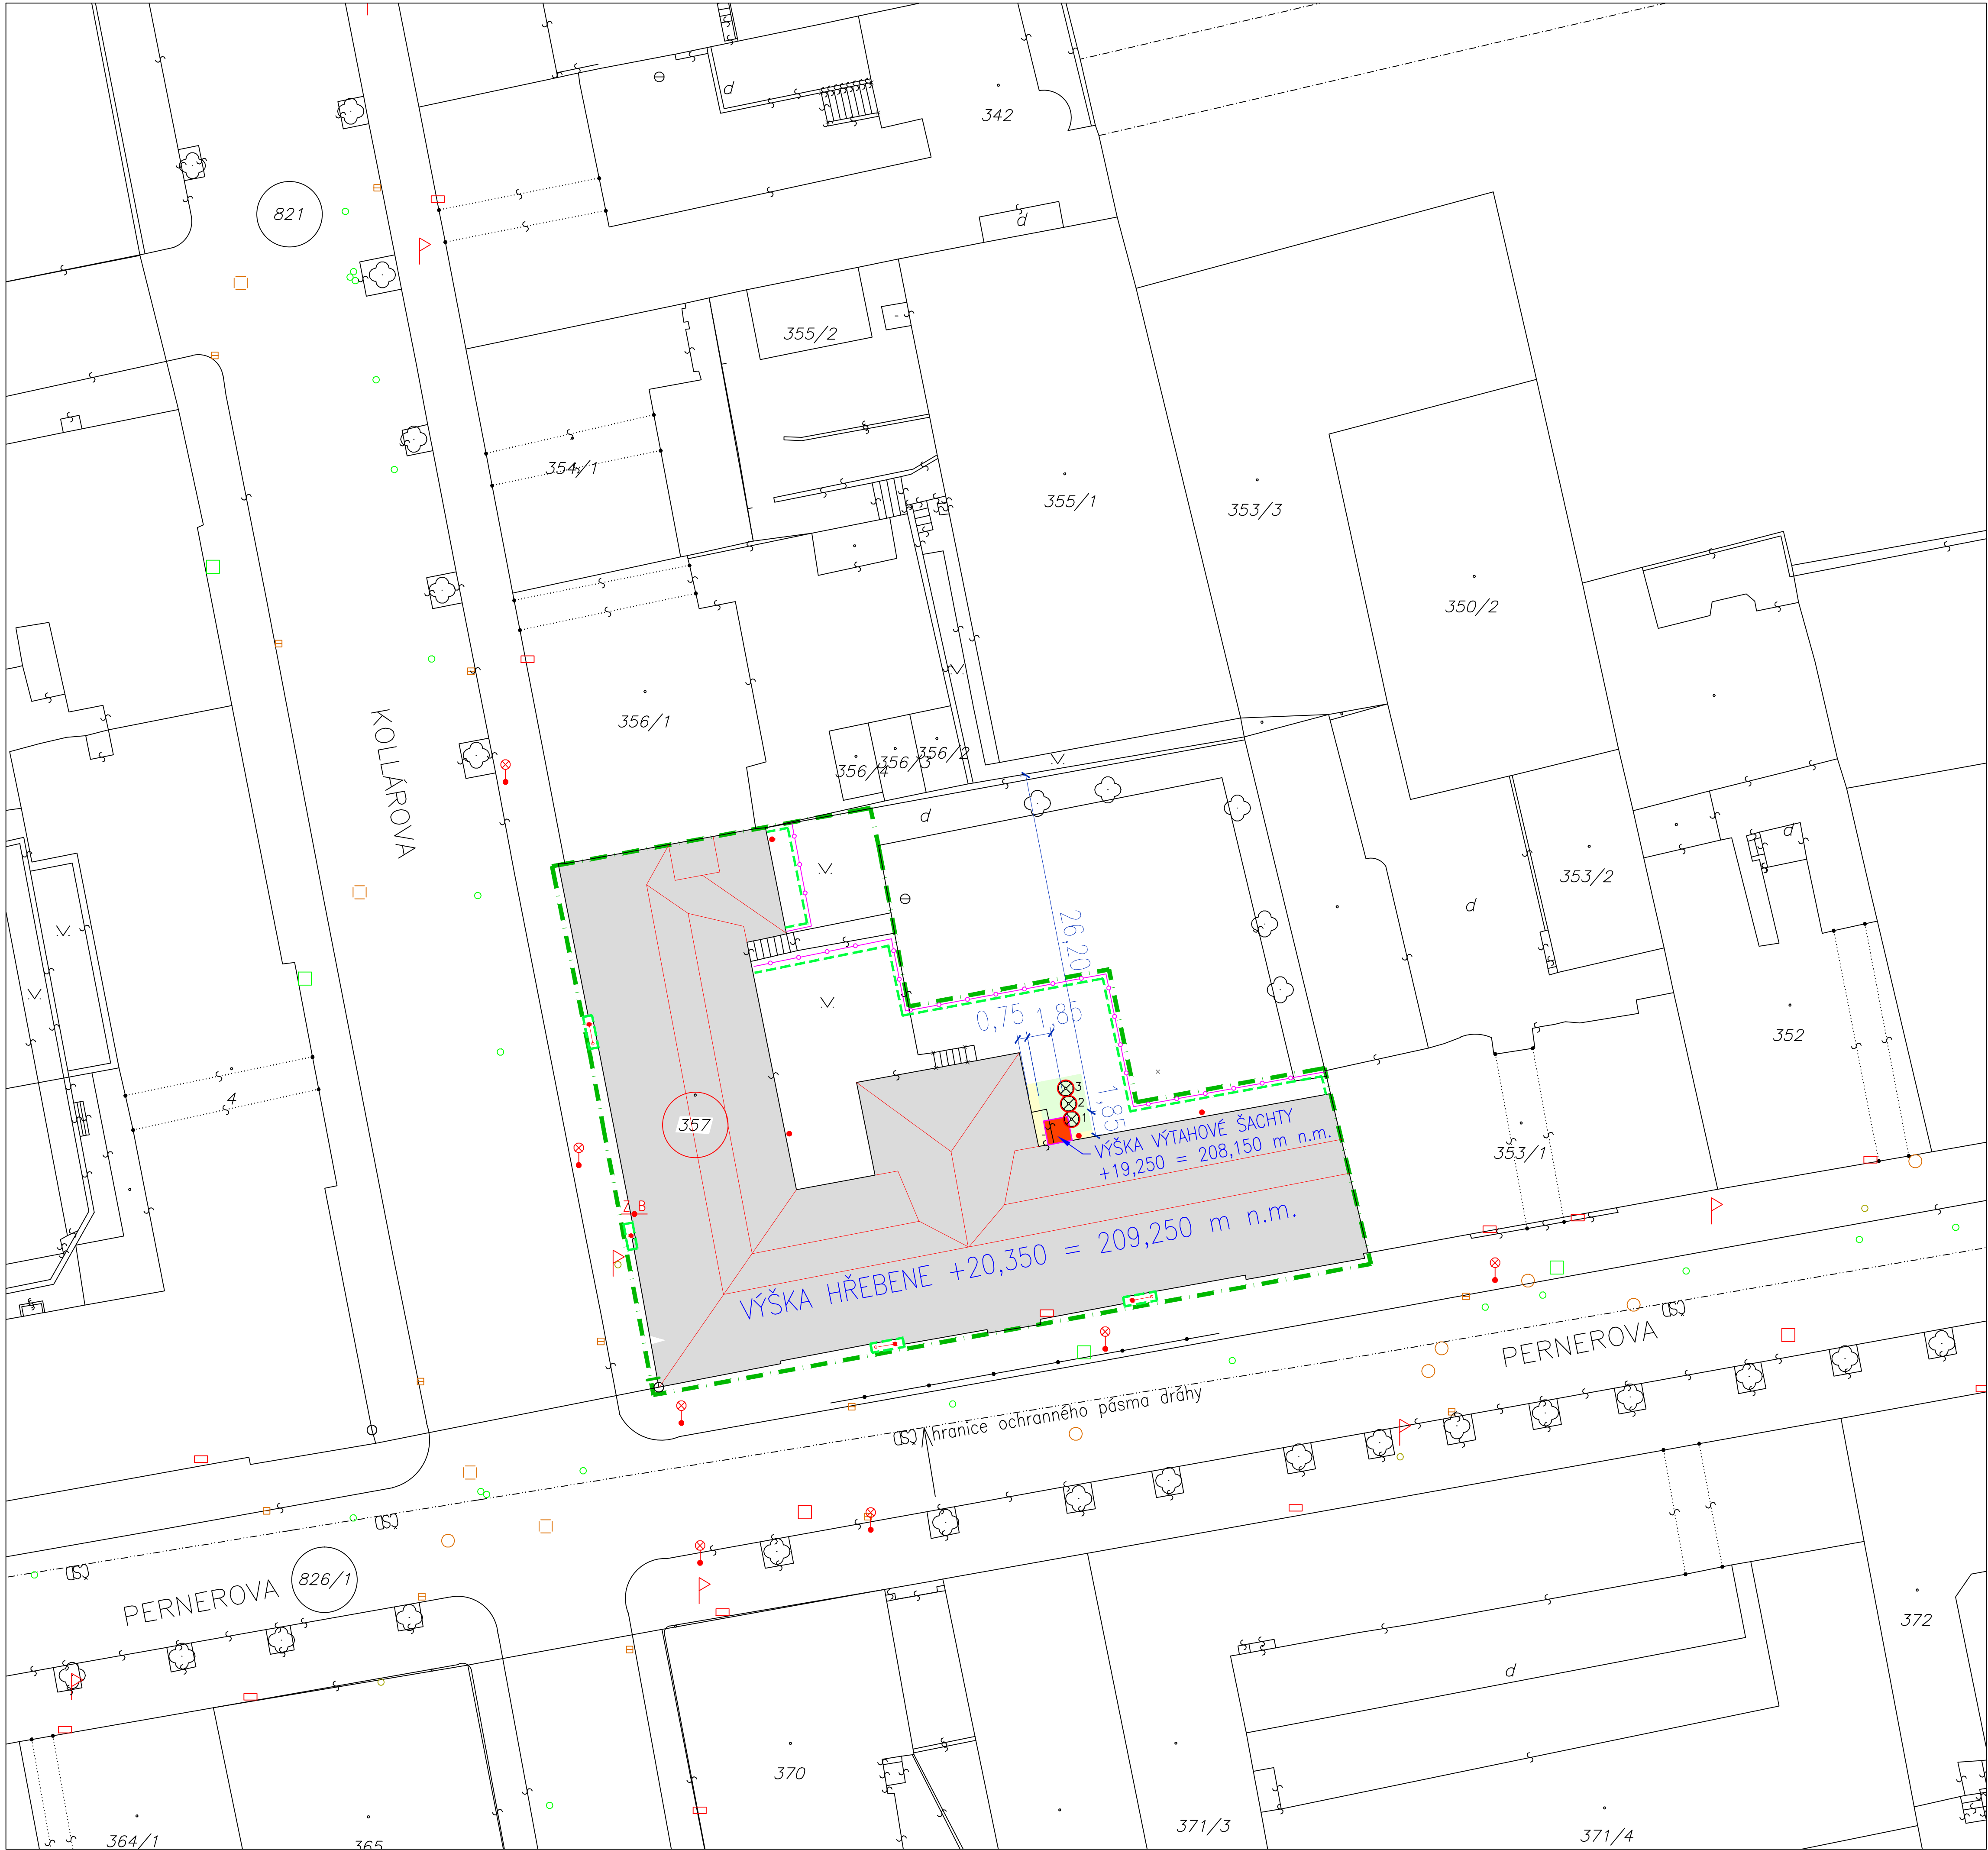 d
342
821
d
355/2
354/1
355/1
353/3
350/2
KOLLÁROVA
356/1
356/4
356/3
356/2
d
d
353/2
d
26,20
0,75
1,85
352
4
357
3
2
1
1,85
VÝŠKA VÝTAHOVÉ ŠACHTY
+19,250 = 208,150 m n.m.
353/1
Z B
VÝŠKA HŘEBENE +20,350 = 209,250 m n.m.
PERNEROVA
hranice ochranného pásma dráhy
PERNEROVA
826/1
372
d
370
364/1
365
371/3
371/4